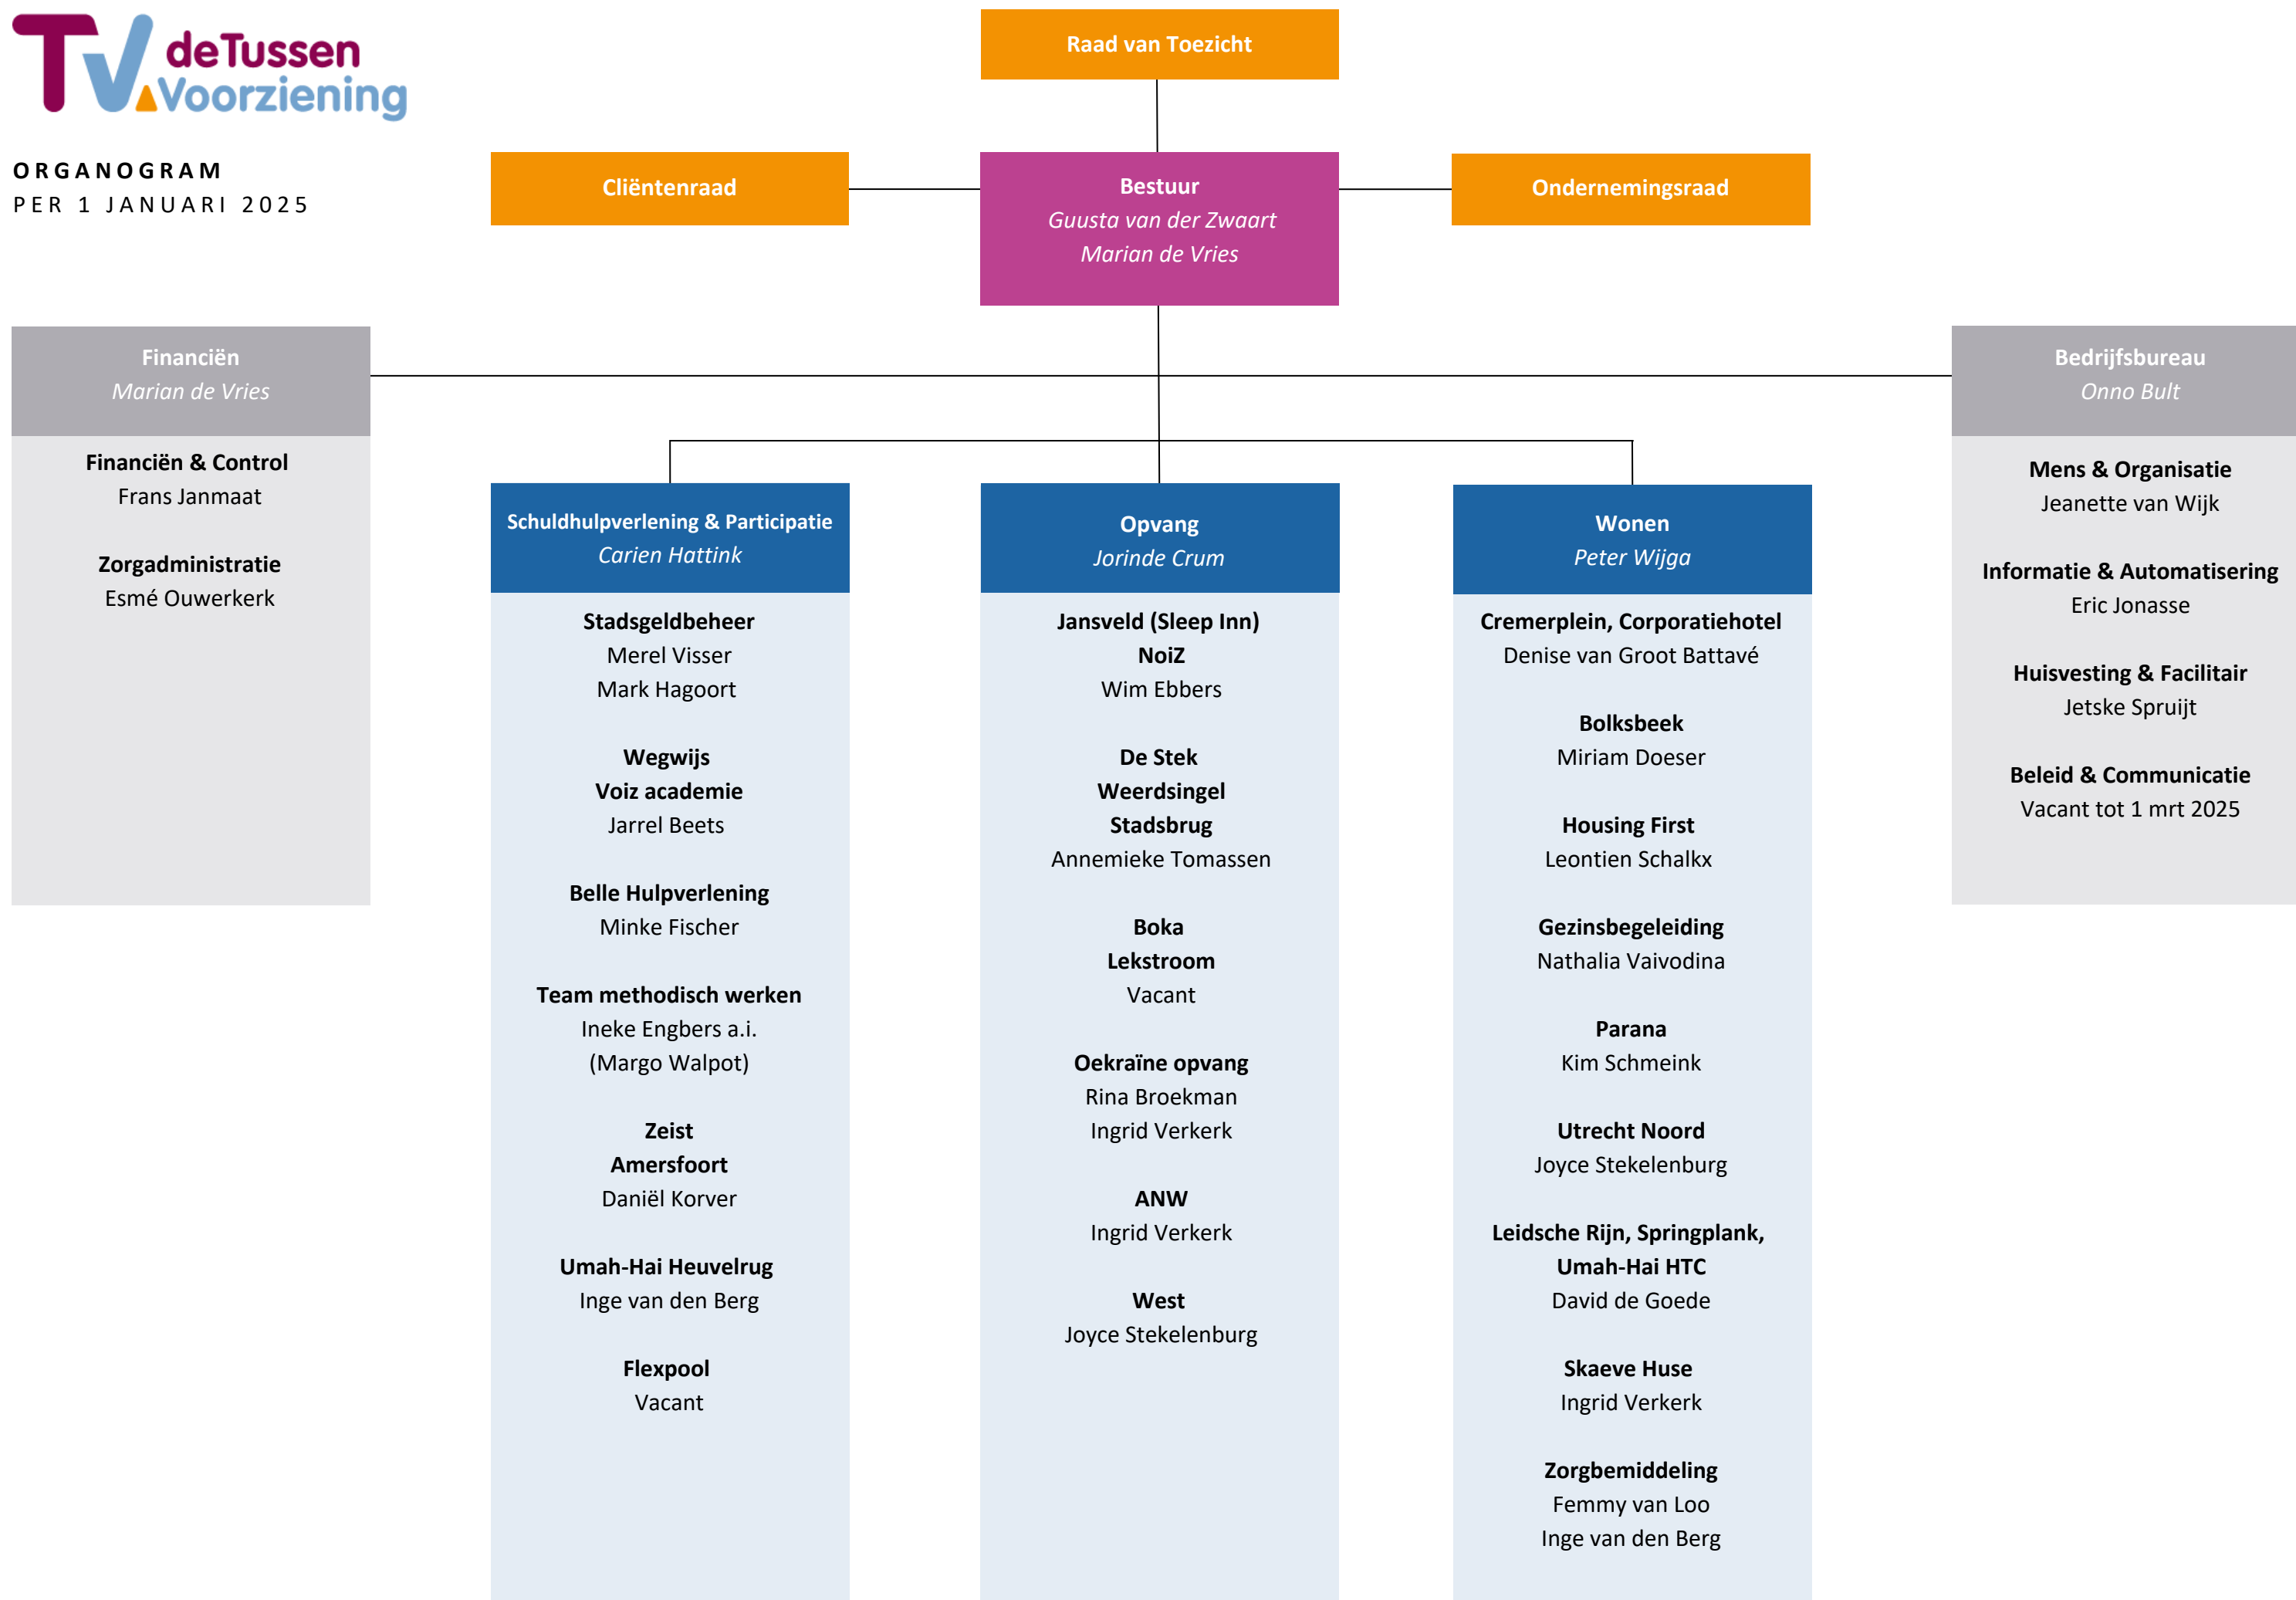 TV deTussen
Voorziening
ORGANOGRAM
PER 1 JANUARI 2025
Raad van Toezicht
Cliëntenraad
Bestuur
Guusta van der Zwaart
Marian de Vries
Ondernemingsraad
Financiën
Marian de Vries
Financiën & Control
Frans Janmaat
Zorgadministratie
Esmé Ouwerkerk
Schuldhulpverlening & Participatie
Carien Hattink
Stadsgeldbeheer
Merel Visser
Mark Hagoort
Wegwijs
Voiz academie
Jarrel Beets
Belle Hulpverlening
Minke Fischer
Team methodisch werken
Ineke Engbers a.i.
(Margo Walpot)
Zeist
Amersfoort
Daniël Korver
Umah-Hai Heuvelrug
Inge van den Berg
Flexpool
Vacant
Opvang
Jorinde Crum
Jansveld (Sleep Inn)
NoiZ
Wim Ebbers
De Stek
Weerdsingel
Stadsbrug
Annemieke Tomassen
Boka
Lekstroom
Vacant
Oekraïne opvang
Rina Broekman
Ingrid Verkerk
ANW
Ingrid Verkerk
West
Joyce Stekelenburg
Wonen
Peter Wijga
Cremerplein, Corporatiehotel
Denise van Groot Battavé
Bolksbeek
Miriam Doeser
Housing First
Leontien Schalkx
Gezinsbegeleiding
Nathalia Vaivodina
Parana
Kim Schmeink
Utrecht Noord
Joyce Stekelenburg
Leidsche Rijn, Springplank,
Umah-Hai HTC
David de Goede
Skaeve Huse
Ingrid Verkerk
Zorgbemiddeling
Femmy van Loo
Inge van den Berg
Bedrijfsbureau
Onno Bult
Mens & Organisatie
Jeanette van Wijk
Informatie & Automatisering
Eric Jonasse
Huisvesting & Facilitair
Jetske Spruijt
Beleid & Communicatie
Vacant tot 1 mrt 2025